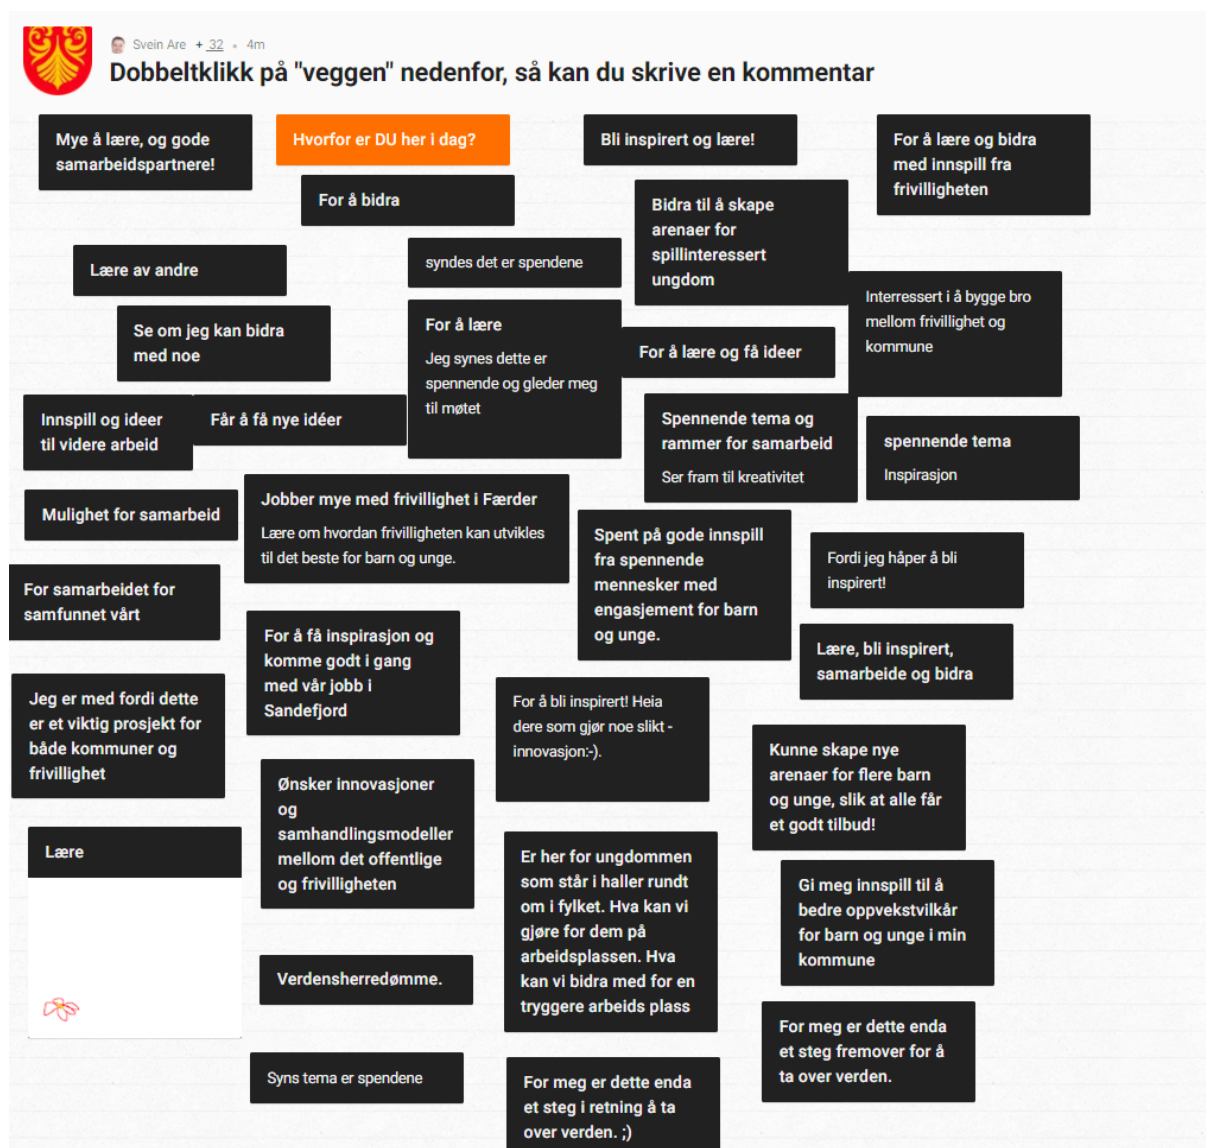 Svein Are + 32 • 4m
Dobbeltklikk på "veggen" nedenfor, så kan du skrive en kommentar
Mye å lære, og gode
samarbeidspartnere!
Hvorfor er DU her i dag?
Bli inspirert og lære!
For å lære og bidra
med innspill fra
frivilligheten
For å bidra
Bidra til å skape
arenaer for
spillinteressert
ungdom
Lære av andre
syndes det er spendene
Interressert i å bygge bro
mellom frivillighet og
kommune
Se om jeg kan bidra
med noe
For å lære
Jeg synes dette er
spennende og gleder meg
til møtet
For å lære og få ideer
Innspill og ideer
til videre arbeid
Får å få nye idéer
Spennende tema og
rammer for samarbeid
Ser fram til kreativitet
spennende tema
Inspirasjon
Mulighet for samarbeid
Jobber mye med frivillighet i Færder
Lære om hvordan frivilligheten kan utvikles
til det beste for barn og unge.
Spent på gode innspill
fra spennende
mennesker med
engasjement for barn
og unge.
Fordi jeg håper å bli
inspirert!
For samarbeidet for
samfunnet vårt
For å få inspirasjon og
komme godt i gang
med vår jobb i
Sandefjord
Lære, bli inspirert,
samarbeide og bidra
Jeg er med fordi dette
er et viktig prosjekt for
både kommuner og
frivillighet
For å bli inspirert! Heia
dere som gjør noe slikt -
innovasjon:-).
Kunne skape nye
arenaer for flere barn
og unge, slik at alle får
et godt tilbud!
Ønsker innovasjoner
og
samhandlingsmodeller
mellom det offentlige
og frivilligheten
Lære
Er her for ungdommen
som står i haller rundt
om i fylket. Hva kan vi
gjøre for dem på
arbeidsplassen. Hva
kan vi bidra med for en
tryggere arbeids plass
Gi meg innspill til å
bedre oppvekstvilkår
for barn og unge i min
kommune
Verdensherredømme.
For meg er dette enda
et steg fremover for å
ta over verden.
Syns tema er spendene
For meg er dette enda
et steg i retning å ta
over verden. ;)